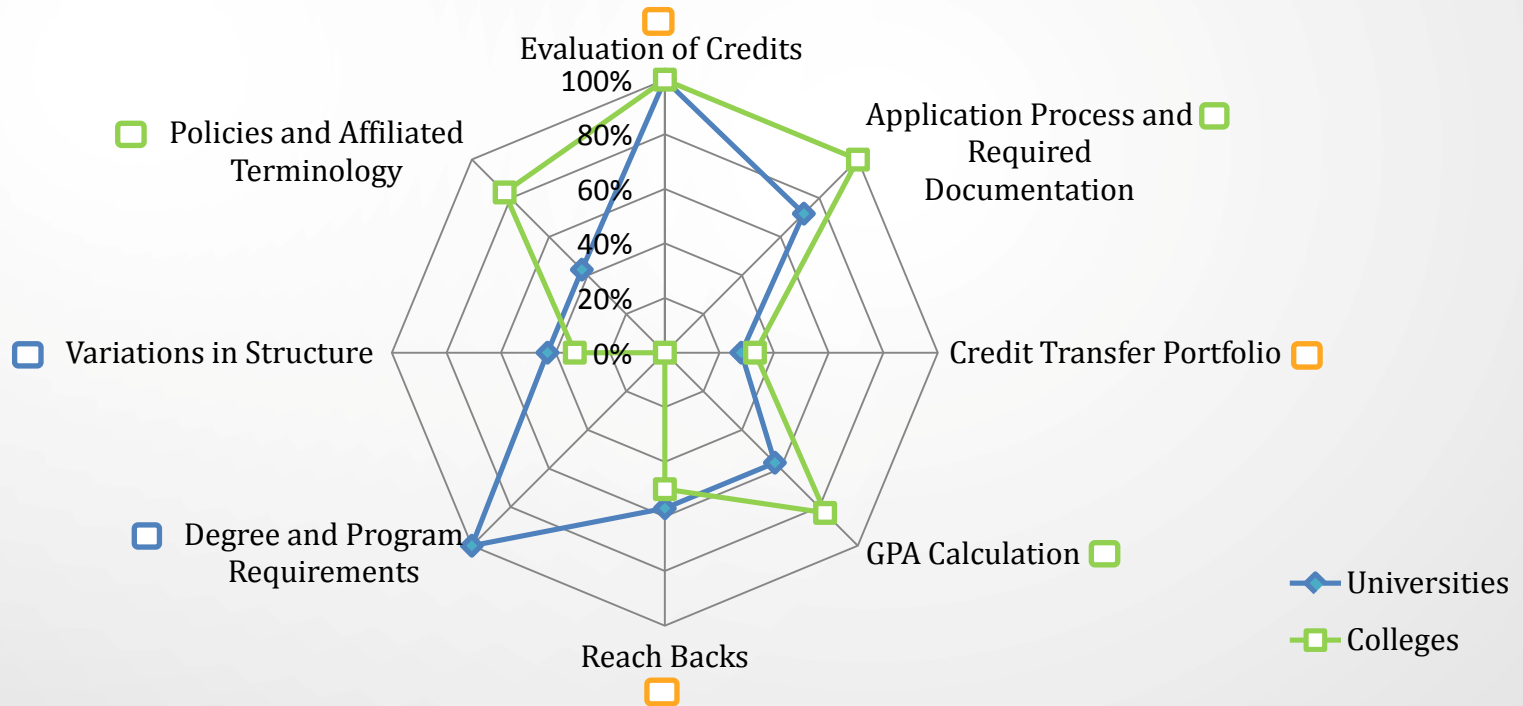 Evaluation of Credits
100%
80%
60%
40%
20%
0%
Application Process and
Required
Documentation
Credit Transfer Portfolio
GPA Calculation
Reach Backs
Degree and Program
Requirements
Variations in Structure
Policies and Affiliated
Terminology
Universities
Colleges